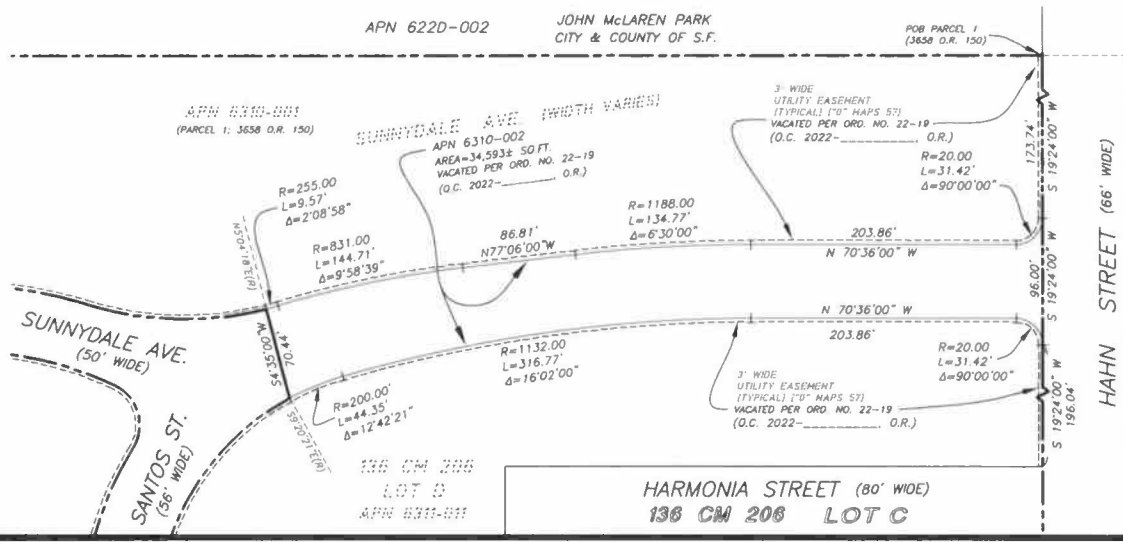 APN 622D-002
JOHN McLAREN PARK
CITY & COUNTY OF S.F.
POB PARCEL 1
(3658 O.R. 150)
APN 6310-001
(PARCEL 1; 3658 O.R. 150)
SUNNYDALE AVE. (WIDTH VARIES)
APN 6310-002
AREA=34,593± SQ.FT.
VACATED PER ORD. NO. 22-19
(O.C. 2022-________ O.R.)
3' WIDE
UTILITY EASEMENT
(TYPICAL) ("D" MAPS 57)
VACATED PER ORD. NO. 22-19
(O.C. 2022-________, O.R.)
173.74'
S 19°24'00" W
R=20.00
L=31.42'
Δ=90°00'00"
R=255.00
L=9.57'
Δ=2°08'58"
R=1188.00
L=134.77'
Δ=6°30'00"
R=831.00
L=144.71'
Δ=9°58'39"
86.81'
N77°06'00"W
203.86'
N 70°36'00" W
96.00'
S 19°24'00" W
HAHN STREET (66' WIDE)
N5°04'18"E(R)
SUNNYDALE AVE.
(50' WIDE)
S4°35'00"W
70.44'
N 70°36'00" W
203.86'
R=1132.00
L=316.77'
Δ=16°02'00"
R=20.00
L=31.42'
Δ=90°00'00"
3' WIDE
UTILITY EASEMENT
(TYPICAL) ("D" MAPS 57)
VACATED PER ORD. NO. 22-19
(O.C. 2022-________, O.R.)
R=200.00'
L=44.35'
Δ=12°42'21"
S9°20'21"E(R)
S 19°24'00" W
196.04'
SANTOS ST.
(56' WIDE)
136 CM 206
LOT D
APN 6311-011
HARMONIA STREET (80' WIDE)
136 CM 206 LOT C